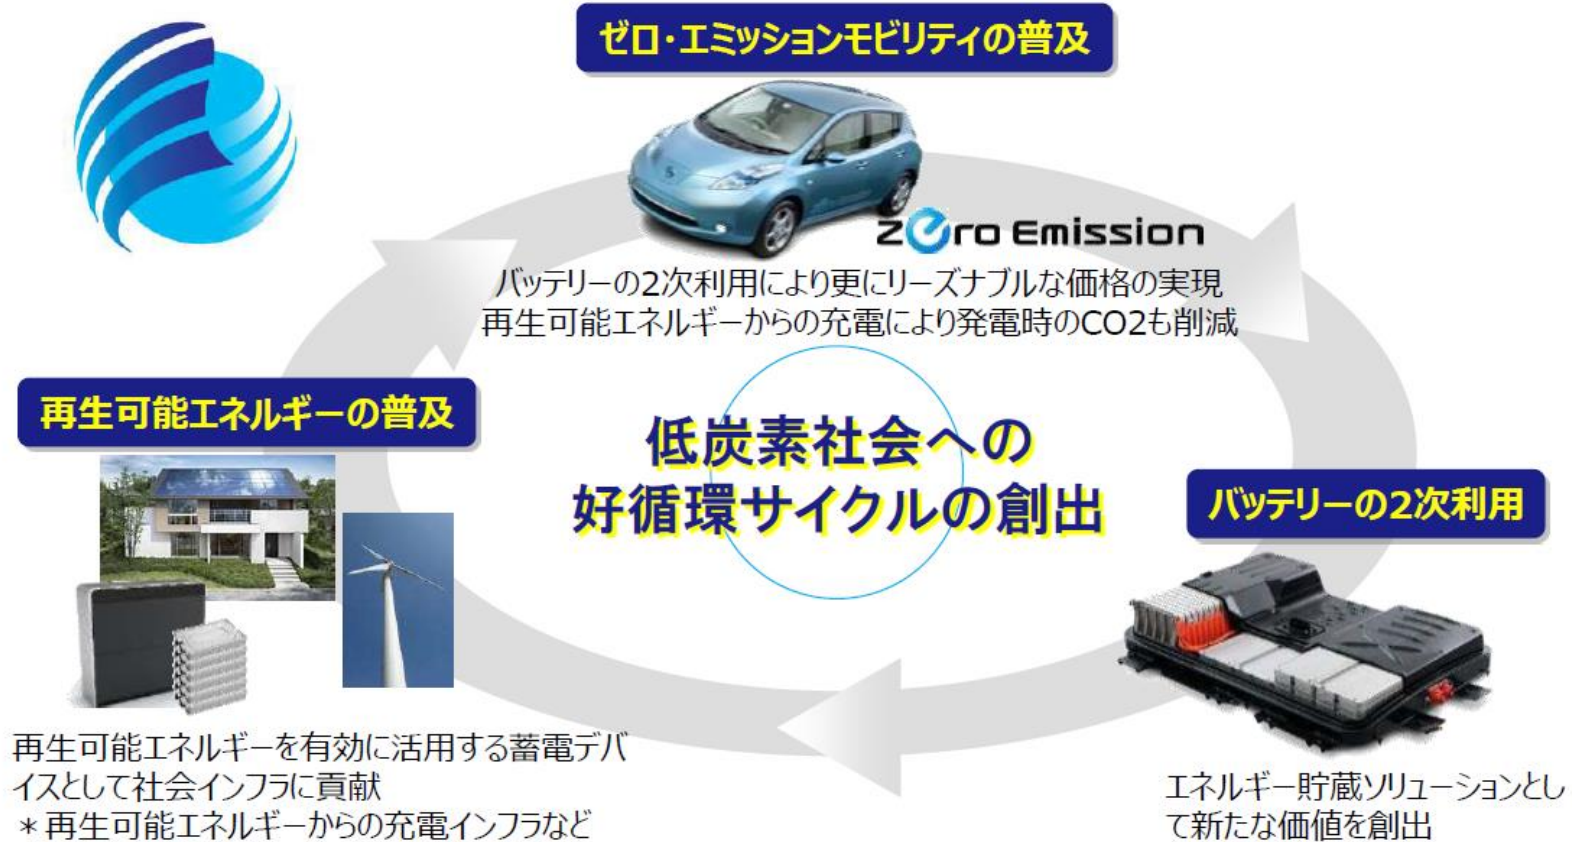 ゼロ・エミッションモビリティの普及
zero Emission
バッテリーの2次利用により更にリーズナブルな価格の実現
再生可能エネルギーからの充電により発電時のCO2も削減
再生可能エネルギーの普及
低炭素社会への
好循環サイクルの創出
バッテリーの2次利用
再生可能エネルギーを有効に活用する蓄電デバ
イスとして社会インフラに貢献
＊再生可能エネルギーからの充電インフラなど
エネルギー貯蔵ソリューションとし
て新たな価値を創出